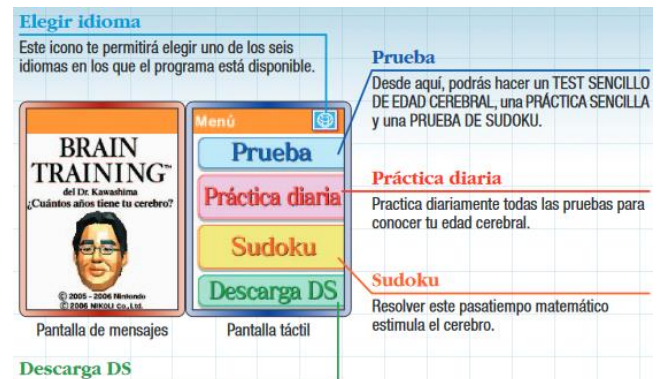 Elegir idioma
Este icono te permitirá elegir uno de los seis
idiomas en los que el programa está disponible.
BRAIN
TRAINING™
del Dr. Kawashima
¿Cuántos años tiene tu cerebro?
© 2005 - 2006 Nintendo
© 2006 NIKOLI Co., Ltd.
Pantalla de mensajes
Menú
Prueba
Práctica diaria
Sudoku
Descarga DS
Pantalla táctil
Prueba
Desde aquí, podrás hacer un TEST SENCILLO
DE EDAD CEREBRAL, una PRÁCTICA SENCILLA
y una PRUEBA DE SUDOKU.
Práctica diaria
Practica diariamente todas las pruebas para
conocer tu edad cerebral.
Sudoku
Resolver este pasatiempo matemático
estimula el cerebro.
Descarga DS